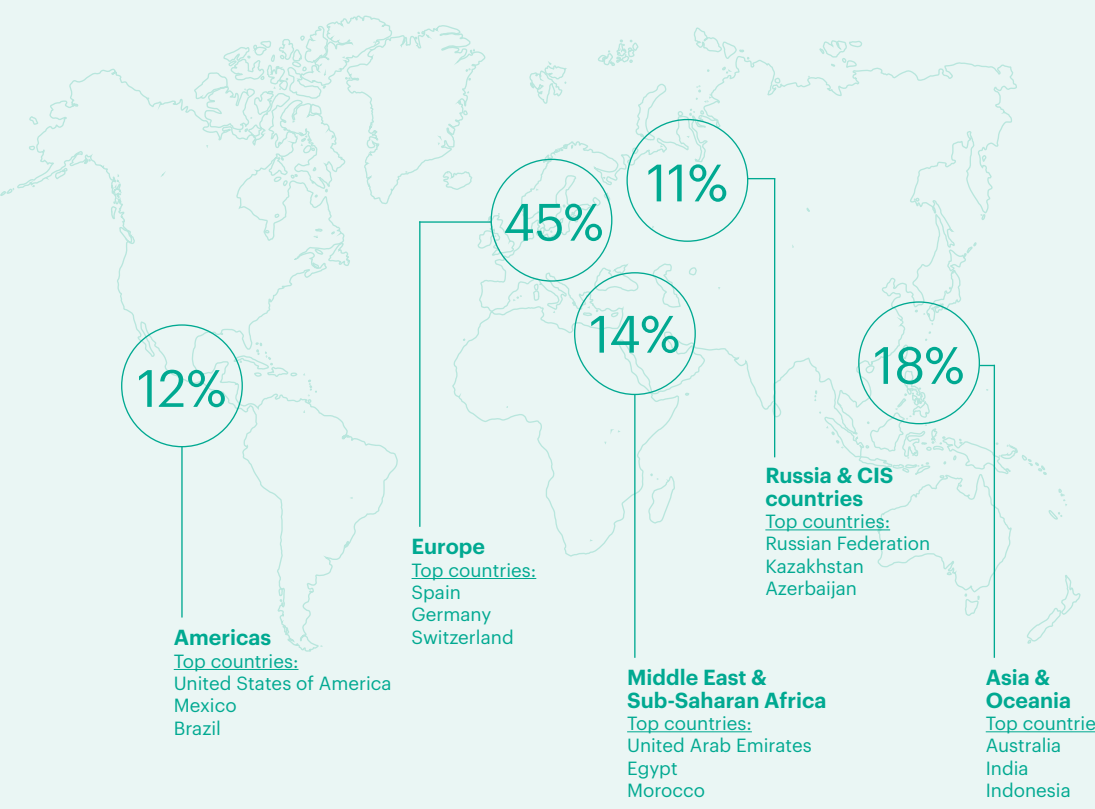 11%
45%
14%
18%
12%
Russia & CIS
countries
Top countries:
Russian Federation
Kazakhstan
Azerbaijan
Europe
Top countries:
Spain
Germany
Switzerland
Americas
Top countries:
United States of America
Mexico
Brazil
Middle East &
Sub-Saharan Africa
Top countries:
United Arab Emirates
Egypt
Morocco
Asia &
Oceania
Top countrie
Australia
India
Indonesia